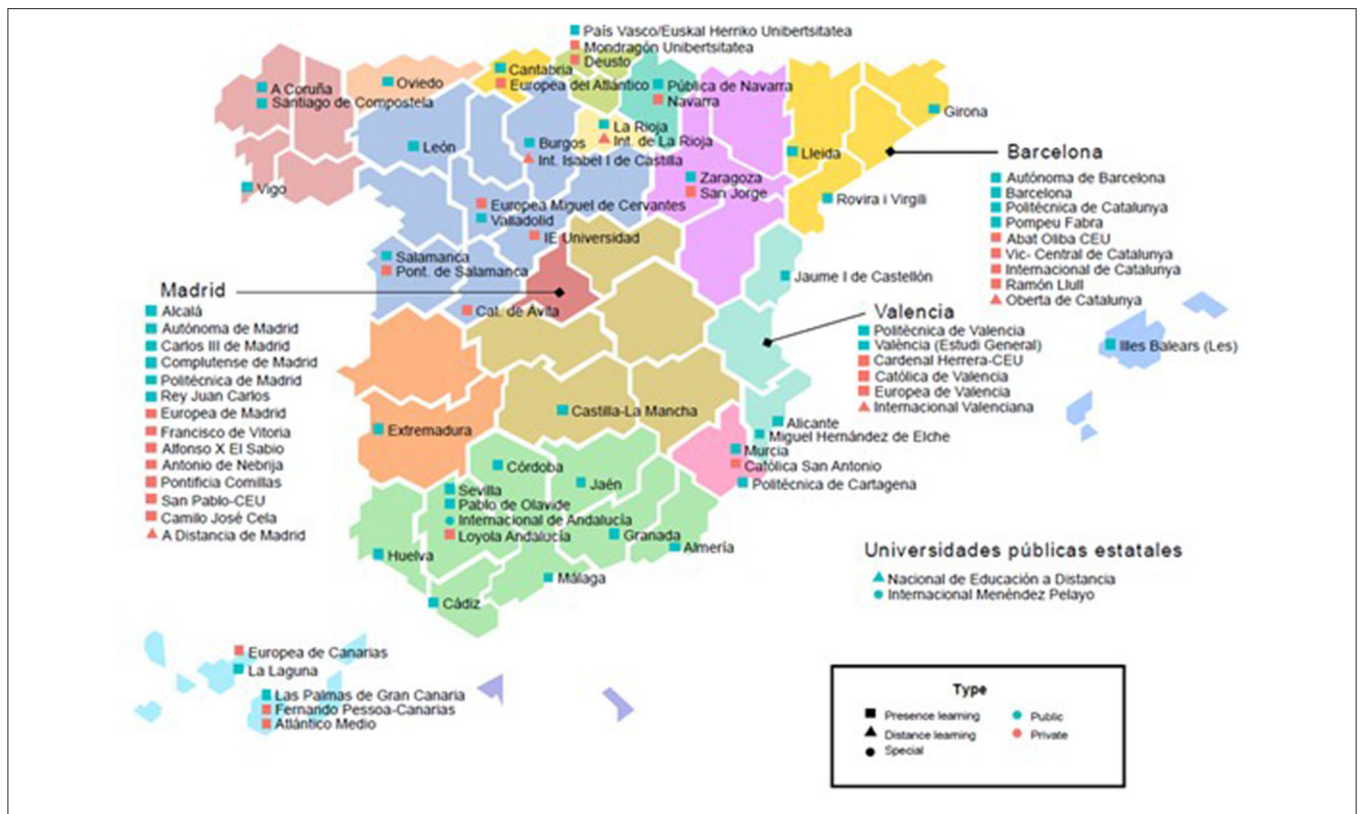 País Vasco/Euskal Herriko Unibertsitatea
Mondragón Unibertsitatea
Deusto
Cantabria
Europea del Atlántico
Oviedo
A Coruña
Santiago de Compostela
Pública de Navarra
Navarra
Girona
La Rioja
Int. de La Rioja
León
Burgos
Int. Isabel I de Castilla
Lleida
Vigo
Zaragoza
San Jorge
Rovira i Virgili
Europea Miguel de Cervantes
Valladolid
IE Universidad
Salamanca
Pont. de Salamanca
Cat. de Ávila
Jaume I de Castellón
Barcelona
Autónoma de Barcelona
Barcelona
Politécnica de Catalunya
Pompeu Fabra
Abat Oliba CEU
Vic- Central de Catalunya
Internacional de Catalunya
Ramón Llull
Oberta de Catalunya
Madrid
Alcalá
Autónoma de Madrid
Carlos III de Madrid
Complutense de Madrid
Politécnica de Madrid
Rey Juan Carlos
Europea de Madrid
Francisco de Vitoria
Alfonso X El Sabio
Antonio de Nebrija
Pontificia Comillas
San Pablo-CEU
Camilo José Cela
A Distancia de Madrid
Valencia
Politècnica de Valencia
València (Estudi General)
Cardenal Herrera-CEU
Católica de Valencia
Europea de Valencia
Internacional Valenciana
Illes Balears (Les)
Castilla-La Mancha
Extremadura
Alicante
Miguel Hernández de Elche
Murcia
Católica San Antonio
Politécnica de Cartagena
Córdoba
Jaén
Sevilla
Pablo de Olavide
Internacional de Andalucía
Loyola Andalucía
Granada
Almería
Huelva
Málaga
Cádiz
Universidades públicas estatales
Nacional de Educación a Distancia
Internacional Menéndez Pelayo
Europea de Canarias
La Laguna
Las Palmas de Gran Canaria
Fernando Pessoa-Canarias
Atlántico Medio
Type
Presence learning
Public
Distance learning
Private
Special